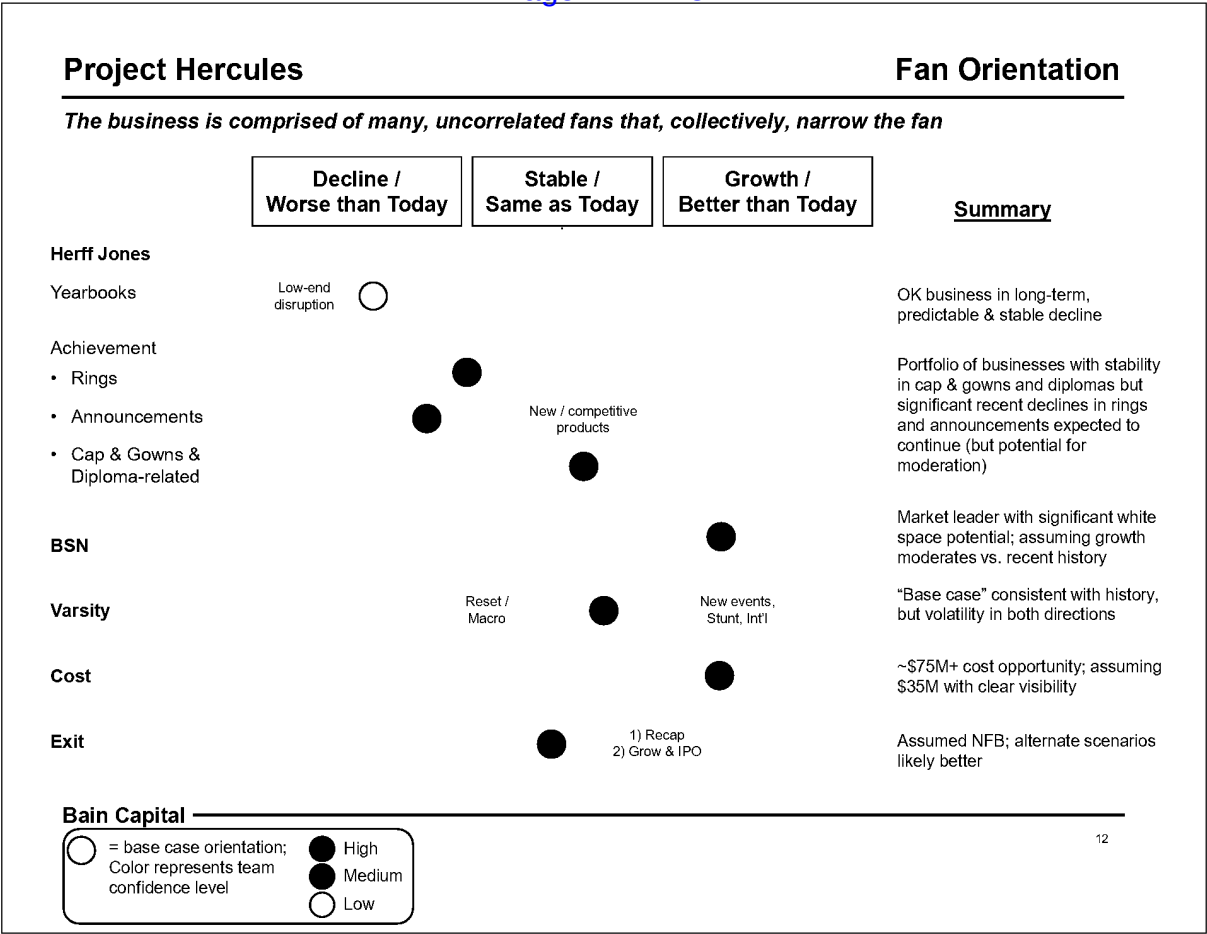 Project Hercules
Fan Orientation
The business is comprised of many, uncorrelated fans that, collectively, narrow the fan
Decline /
Worse than Today
Stable /
Same as Today
Growth /
Better than Today
Summary
Herff Jones
Yearbooks
Low-end
disruption
OK business in long-term,
predictable & stable decline
Achievement
• Rings
• Announcements
• Cap & Gowns &
Diploma-related
New / competitive
products
Portfolio of businesses with stability
in cap & gowns and diplomas but
significant recent declines in rings
and announcements expected to
continue (but potential for
moderation)
BSN
Market leader with significant white
space potential; assuming growth
moderates vs. recent history
Varsity
Reset /
Macro
New events,
Stunt, Int'l
“Base case” consistent with history,
but volatility in both directions
Cost
~$75M+ cost opportunity; assuming
$35M with clear visibility
Exit
1) Recap
2) Grow & IPO
Assumed NFB; alternate scenarios
likely better
Bain Capital
= base case orientation;
Color represents team
confidence level
High
Medium
Low
12